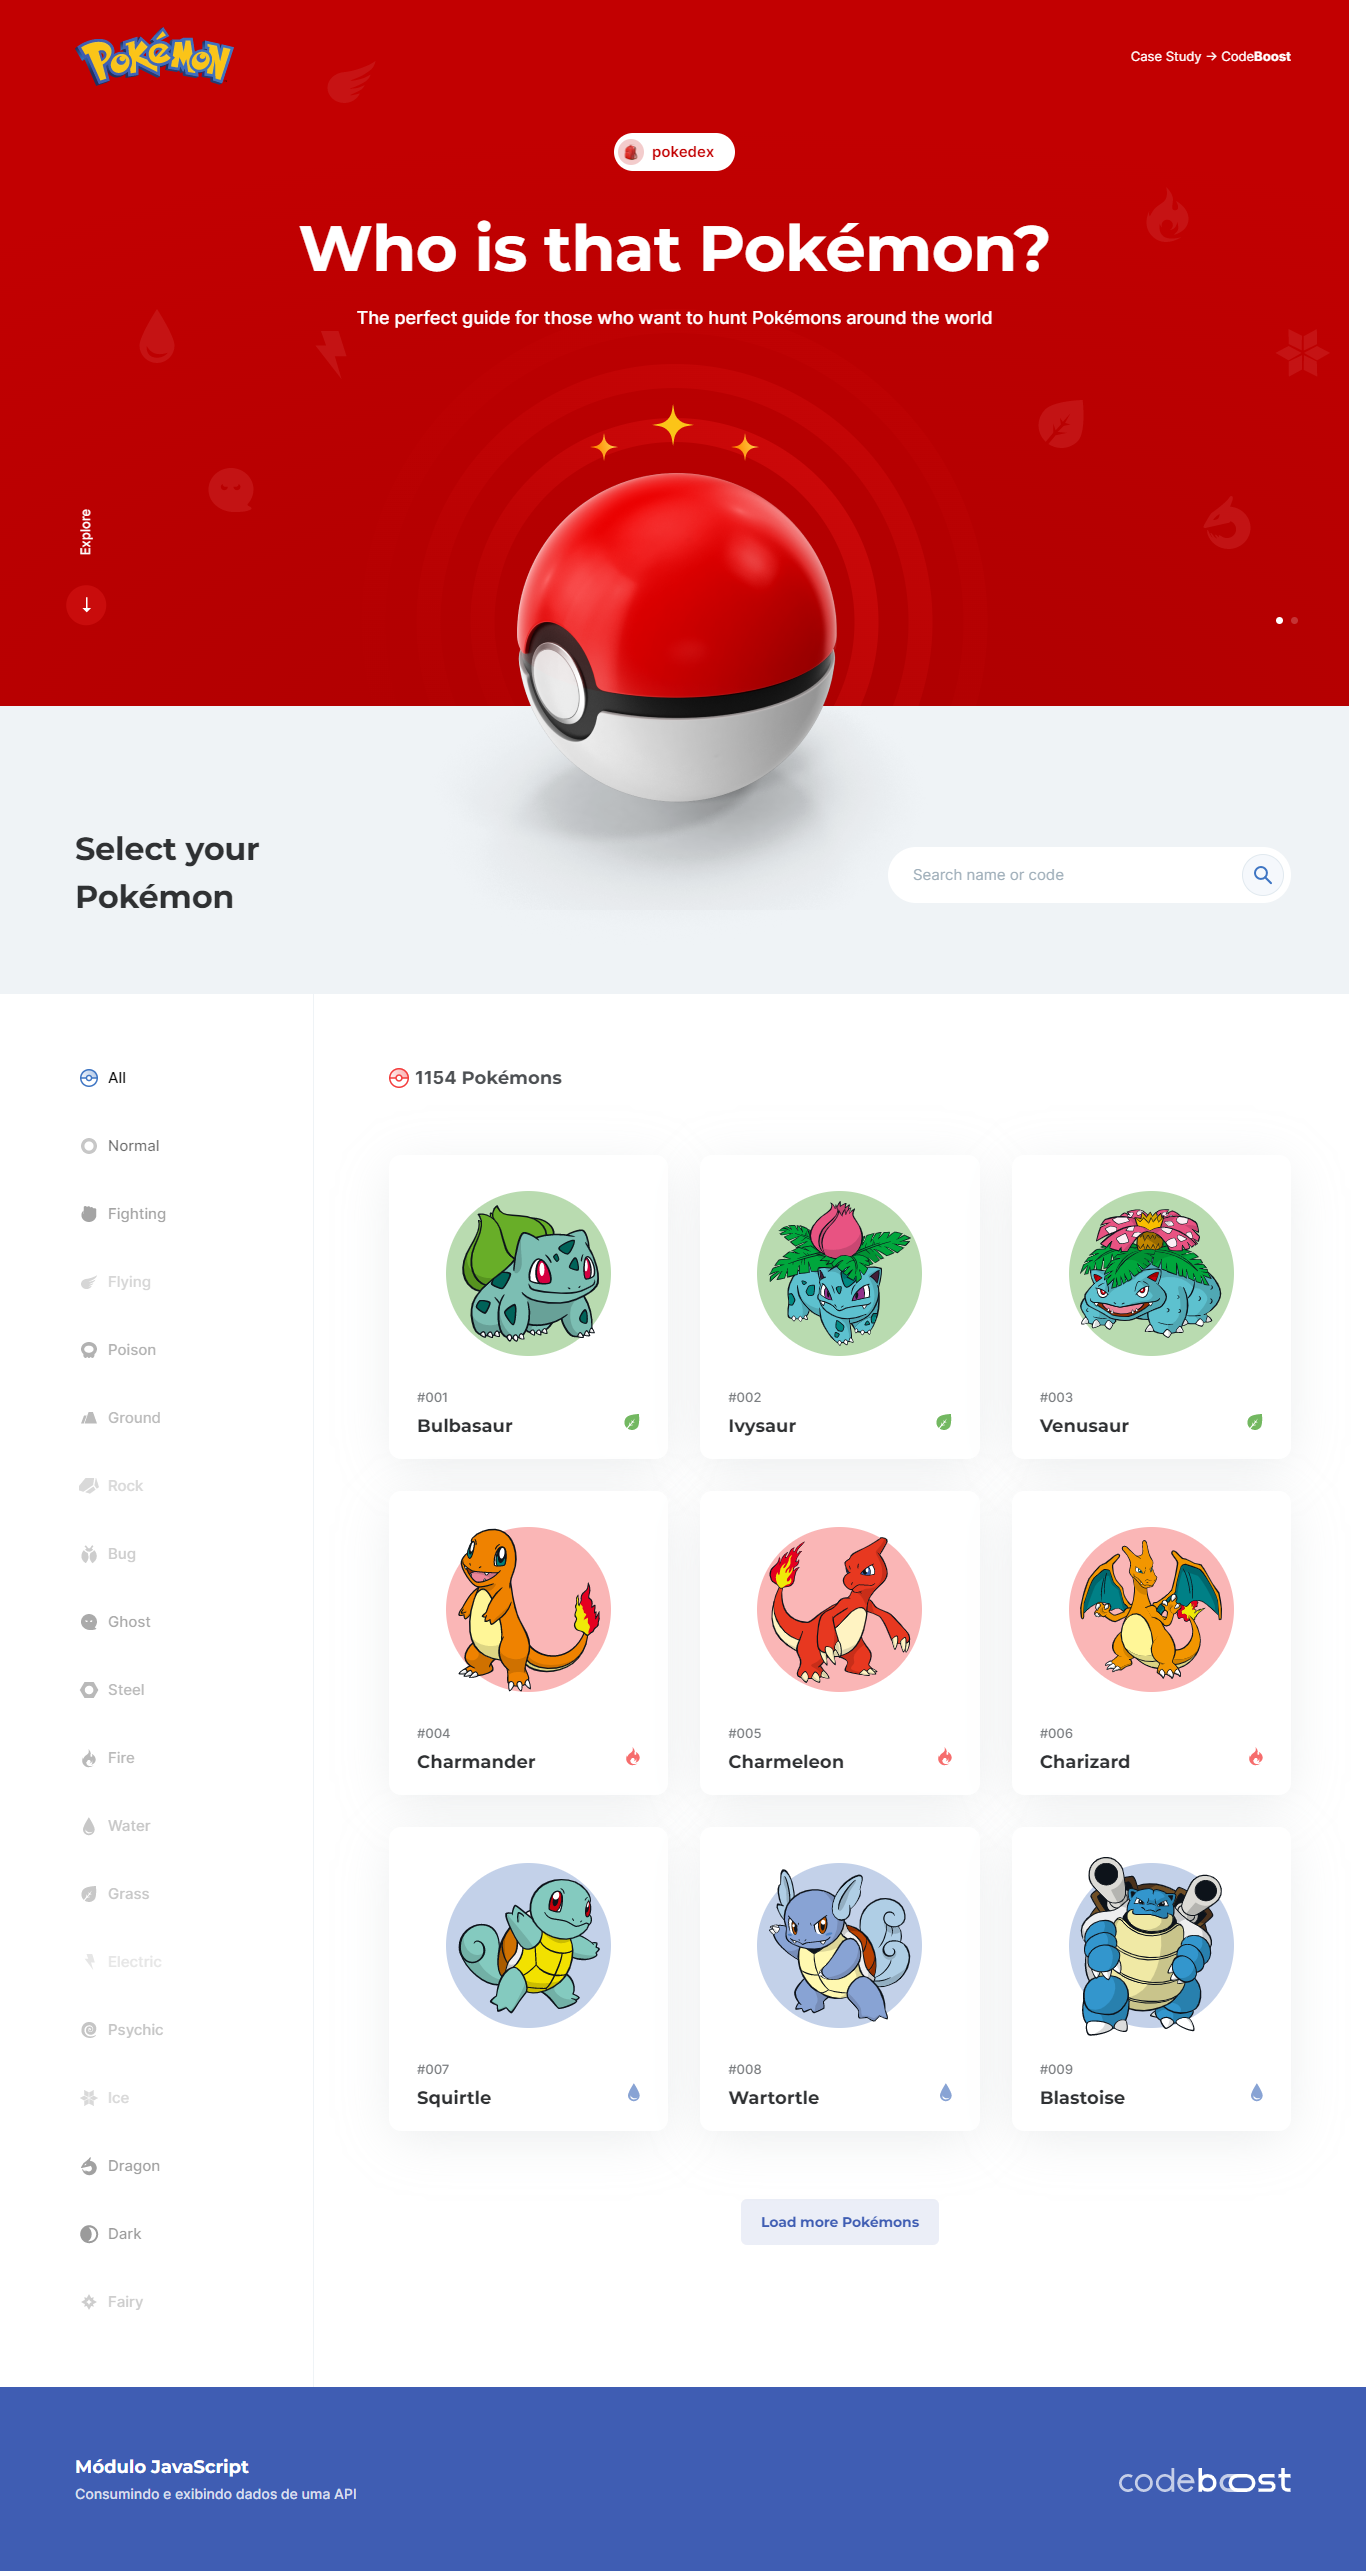 POKéMON
Case Study → CodeBoost
pokedex
Who is that Pokémon?
The perfect guide for those who want to hunt Pokémons around the world
Explore
Select your
Pokémon
Search name or code
All
Normal
Fighting
Flying
Poison
Ground
Rock
Bug
Ghost
Steel
Fire
Water
Grass
Electric
Psychic
Ice
Dragon
Dark
Fairy
1154 Pokémons
#001
Bulbasaur
#002
Ivysaur
#003
Venusaur
#004
Charmander
#005
Charmeleon
#006
Charizard
#007
Squirtle
#008
Wartortle
#009
Blastoise
Load more Pokémons
Módulo JavaScript
Consumindo e exibindo dados de uma API
codeboost